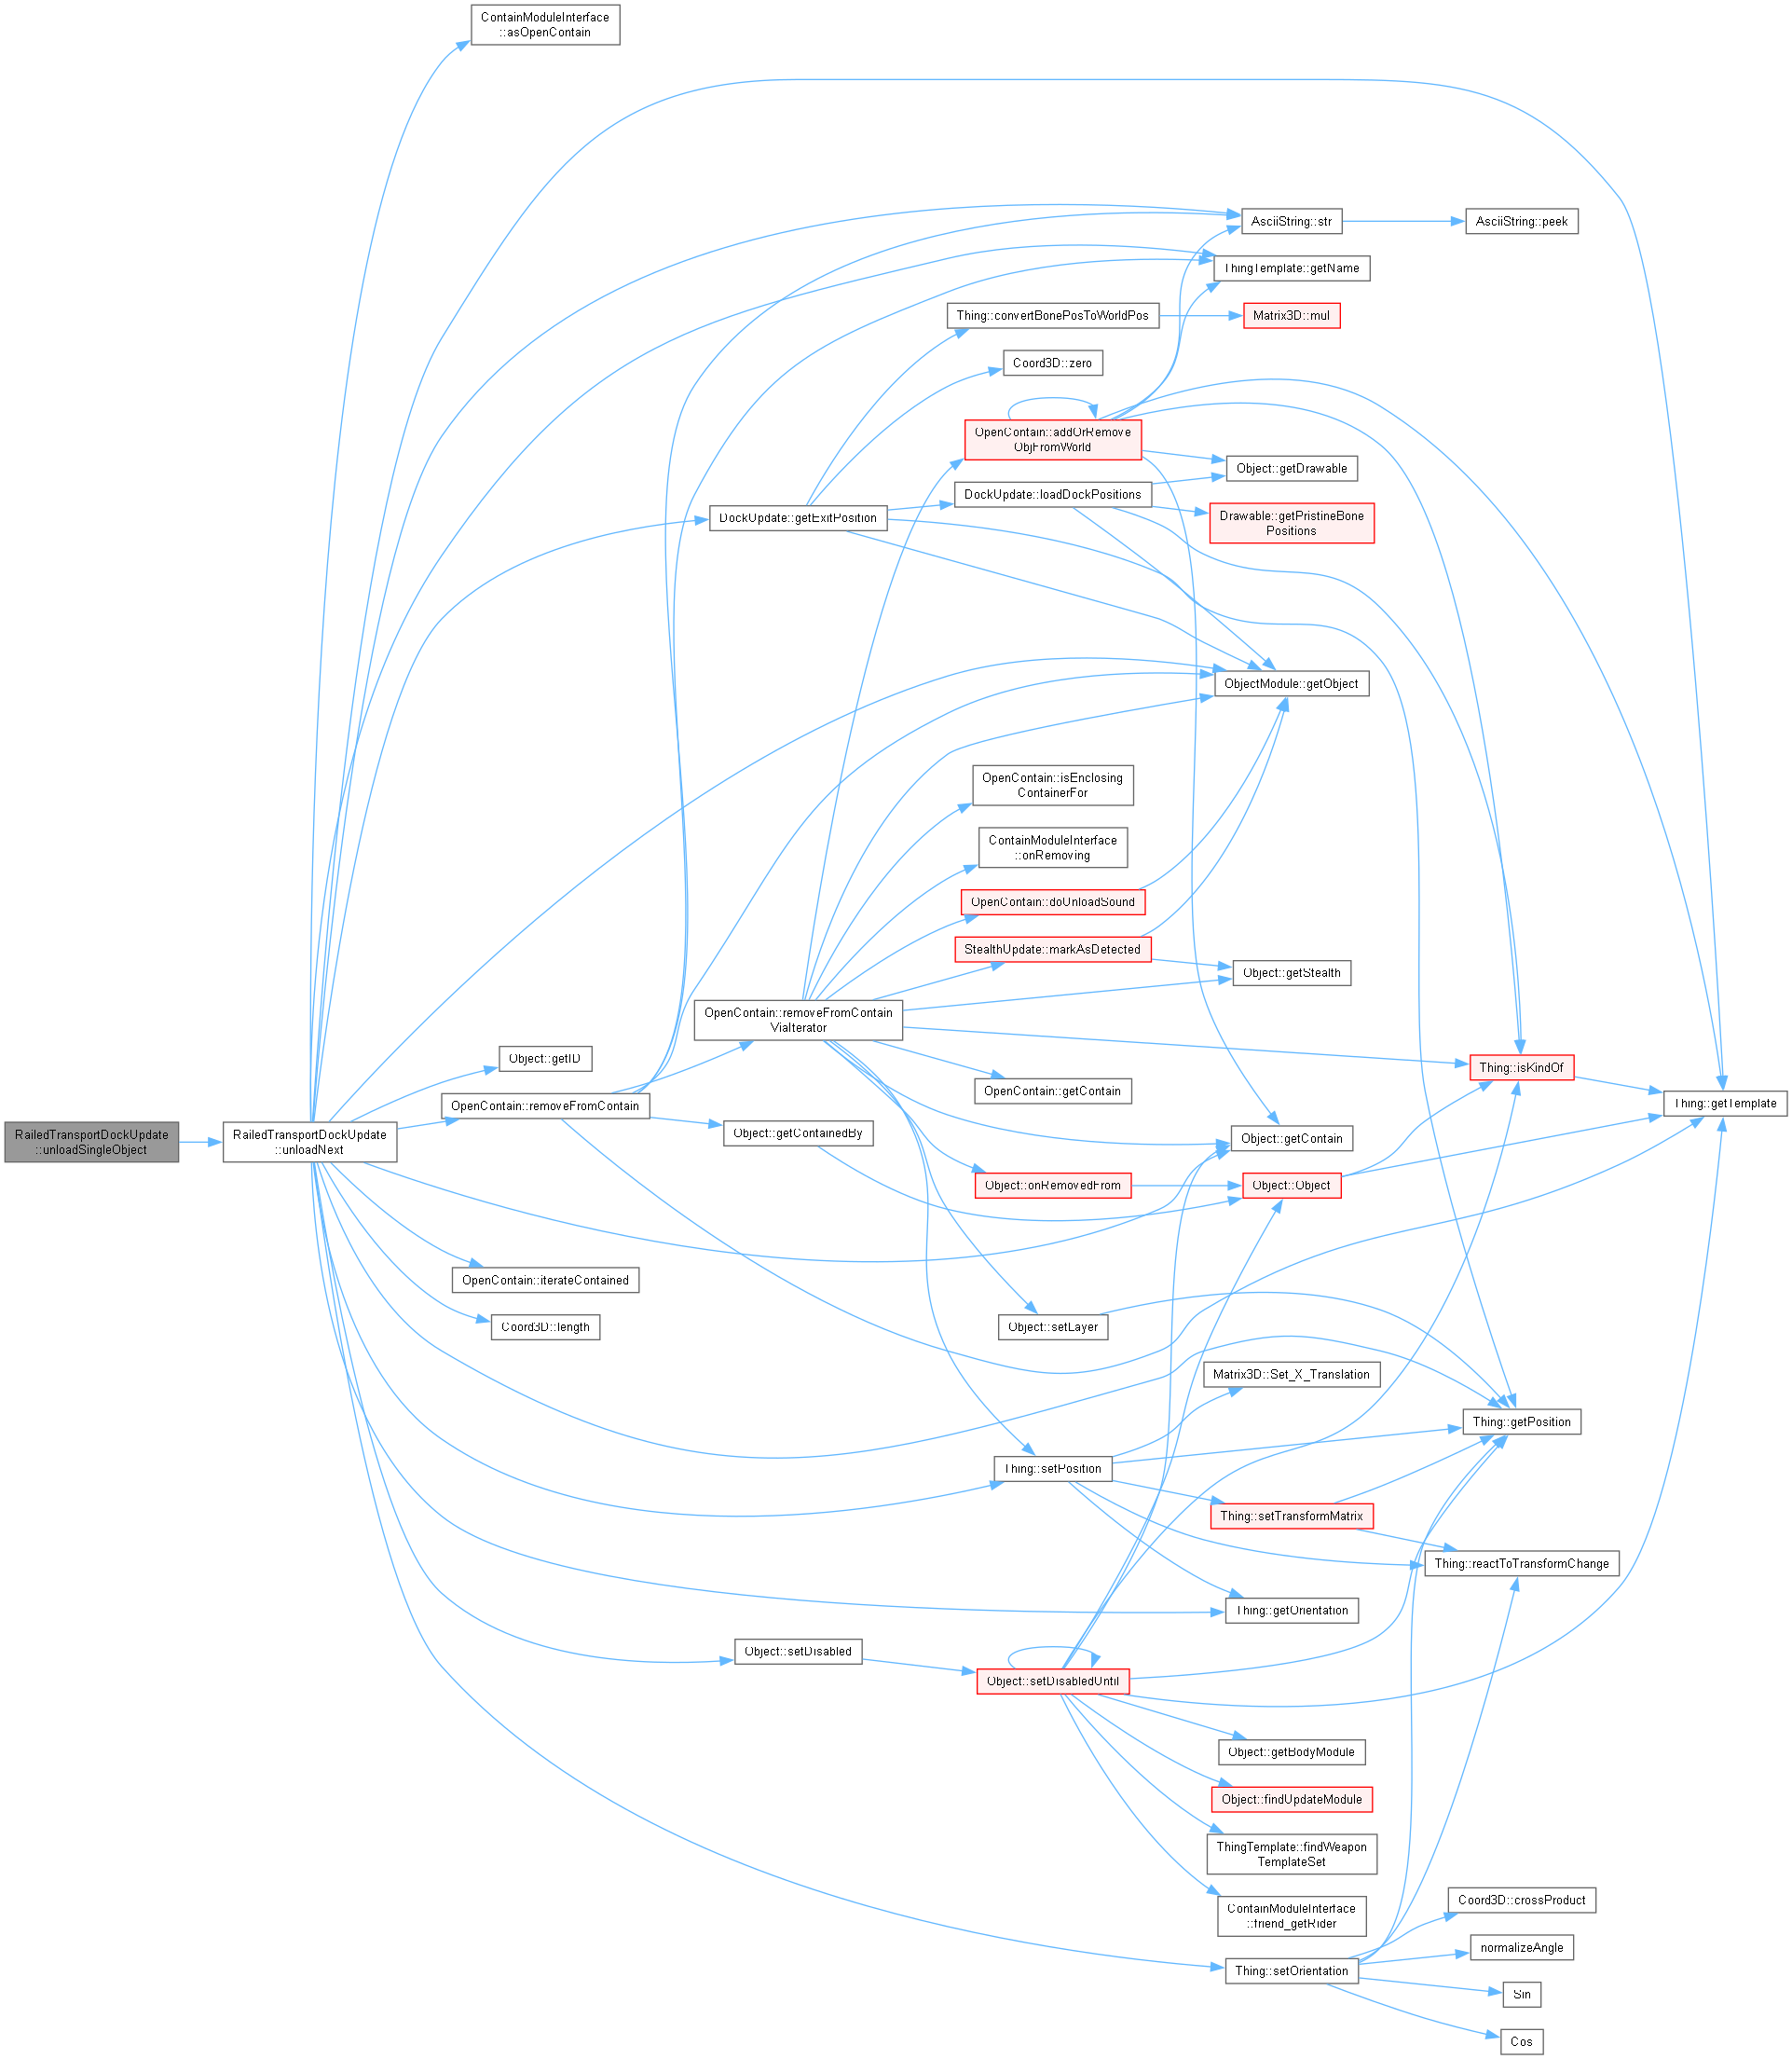 ContainModuleInterface
::asOpenContain
AsciiString::str
AsciiString::peek
ThingTemplate::getName
Thing::convertBonePosToWorldPos
Matrix3D::mul
Coord3D::zero
OpenContain::addOrRemove
ObjFromWorld
Object::getDrawable
DockUpdate::loadDockPositions
DockUpdate::getExitPosition
Drawable::getPristineBone
Positions
ObjectModule::getObject
OpenContain::isEnclosing
ContainerFor
ContainModuleInterface
::onRemoving
OpenContain::doUnloadSound
StealthUpdate::markAsDetected
Object::getStealth
OpenContain::removeFromContain
ViaIterator
Object::getID
Thing::isKindOf
OpenContain::getContain
OpenContain::removeFromContain
Thing::getTemplate
RailedTransportDockUpdate
::unloadSingleObject
RailedTransportDockUpdate
::unloadNext
Object::getContainedBy
Object::getContain
Object::onRemovedFrom
Object::Object
OpenContain::iterateContained
Coord3D::length
Object::setLayer
Matrix3D::Set_X_Translation
Thing::getPosition
Thing::setPosition
Thing::setTransformMatrix
Thing::reactToTransformChange
Thing::getOrientation
Object::setDisabled
Object::setDisabledUntil
Object::getBodyModule
Object::findUpdateModule
ThingTemplate::findWeapon
TemplateSet
ContainModuleInterface
::friend_getRider
Coord3D::crossProduct
normalizeAngle
Thing::setOrientation
Sin
Cos